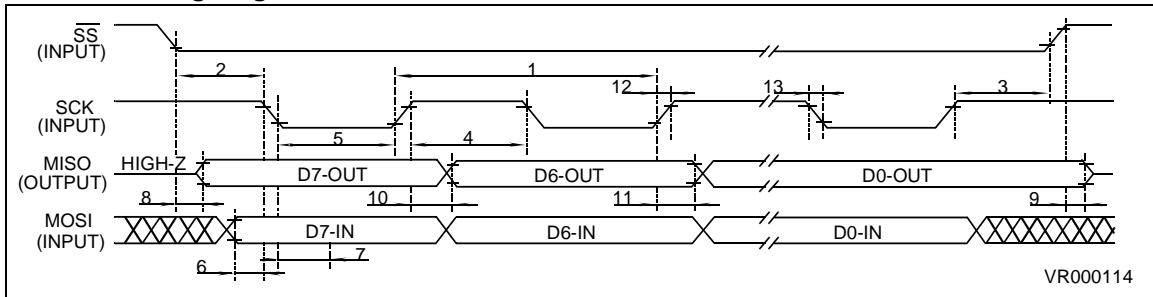 SS
(INPUT)
2
1
12
13
3
SCK
(INPUT)
5
4
MISO
(OUTPUT)
HIGH-Z
D7-OUT
D6-OUT
D0-OUT
8
10
11
9
MOSI
(INPUT)
D7-IN
D6-IN
D0-IN
7
6
VR000114